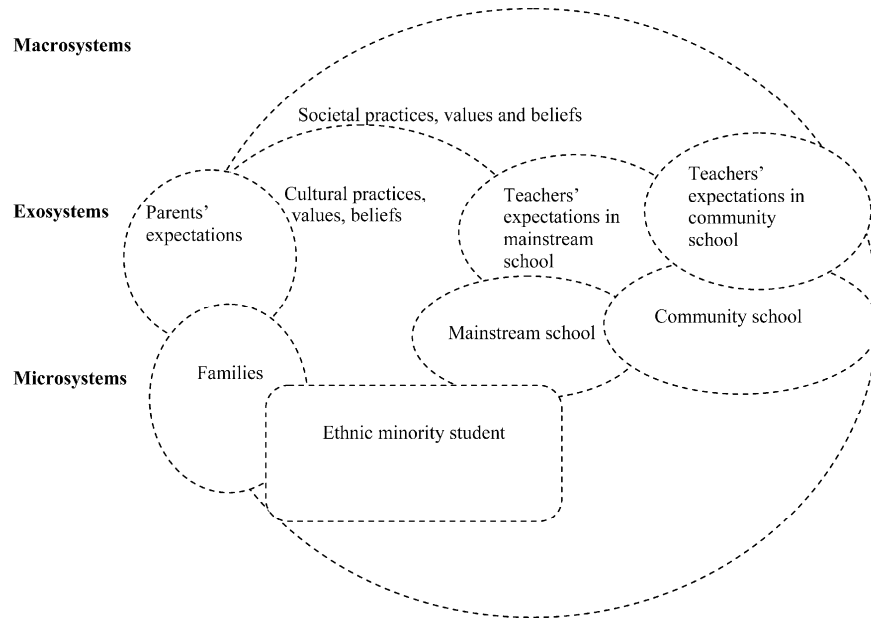 Macrosystems
Societal practices, values and beliefs
Exosystems
Parents'
expectations
Cultural practices,
values, beliefs
Teachers'
expectations in
mainstream
school
Teachers'
expectations in
community
school
Microsystems
Families
Mainstream school
Community school
Ethnic minority student